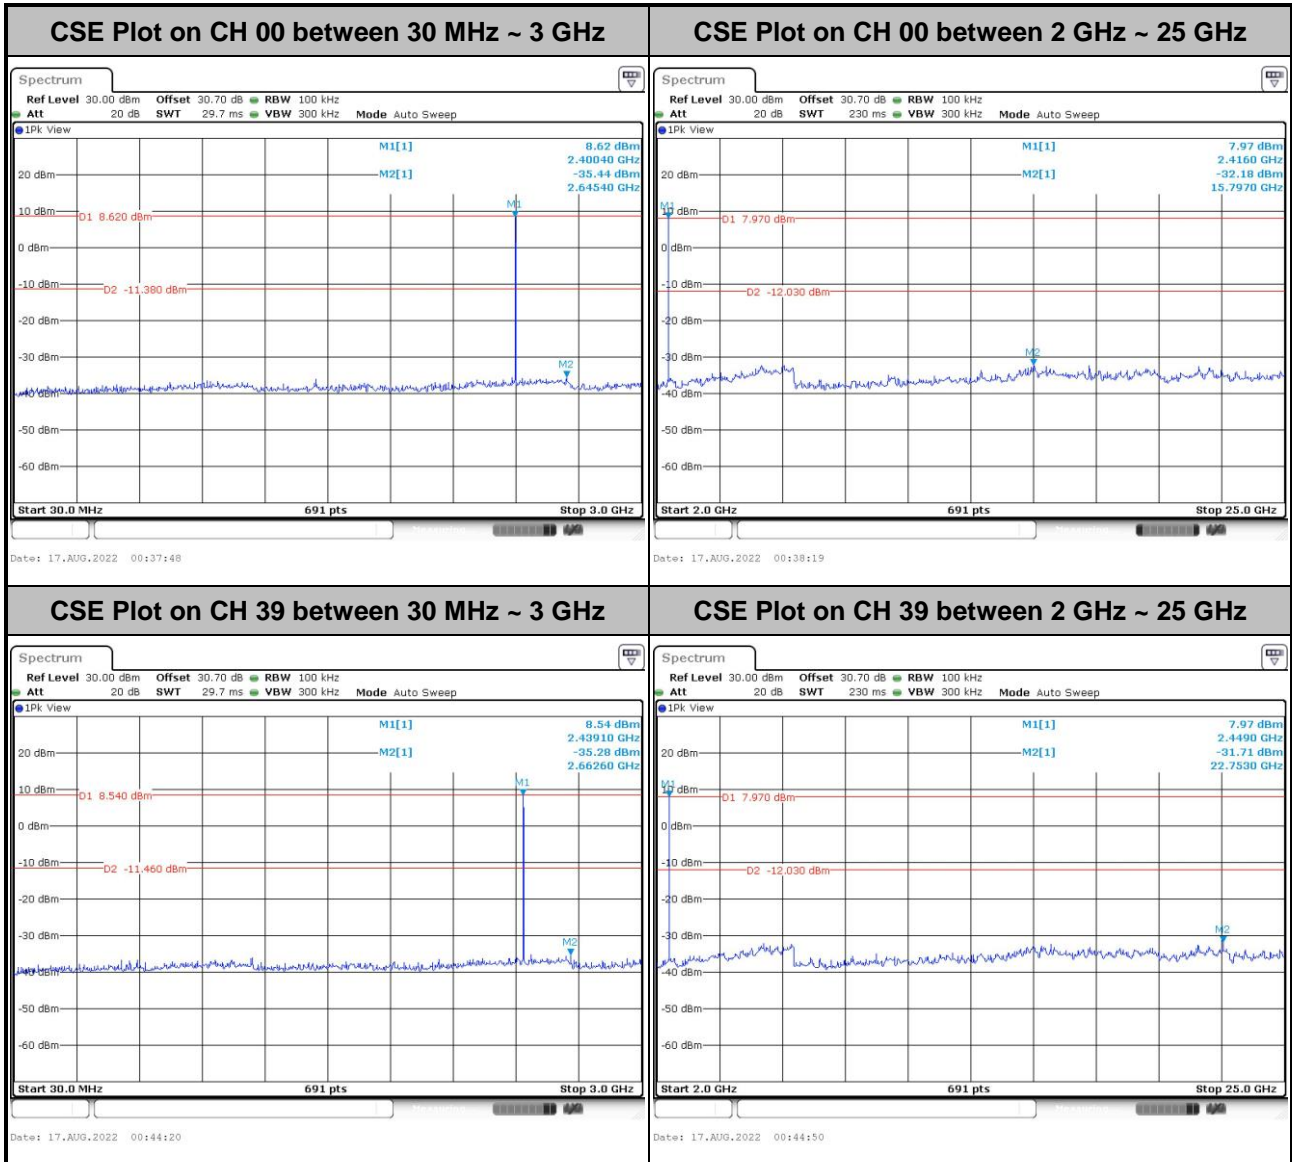 CSE Plot on CH 00 between 30 MHz ~ 3 GHz
Spectrum
Ref Level 30.00 dBm Offset 30.70 dB RBW 100 kHz
Att 20 dB SWT 29.7 ms VBW 300 kHz Mode Auto Sweep
1Pk View
M1[1] 8.62 dBm
2.40040 GHz
20 dBm M2[1] -35.44 dBm
2.64540 GHz
M1
10 dBm
D1 8.620 dBm
0 dBm
-10 dBm
D2 -11.380 dBm
-20 dBm
-30 dBm
M2
-40 dBm
-50 dBm
-60 dBm
Start 30.0 MHz 691 pts Stop 3.0 GHz
Date: 17.AUG.2022 00:37:48
CSE Plot on CH 00 between 2 GHz ~ 25 GHz
Spectrum
Ref Level 30.00 dBm Offset 30.70 dB RBW 100 kHz
Att 20 dB SWT 230 ms VBW 300 kHz Mode Auto Sweep
1Pk View
M1[1] 7.97 dBm
2.4160 GHz
20 dBm M2[1] -32.18 dBm
15.7970 GHz
M1
10 dBm
D1 7.970 dBm
0 dBm
-10 dBm
D2 -12.030 dBm
-20 dBm
-30 dBm
M2
-40 dBm
-50 dBm
-60 dBm
Start 2.0 GHz 691 pts Stop 25.0 GHz
Date: 17.AUG.2022 00:38:19
CSE Plot on CH 39 between 30 MHz ~ 3 GHz
Spectrum
Ref Level 30.00 dBm Offset 30.70 dB RBW 100 kHz
Att 20 dB SWT 29.7 ms VBW 300 kHz Mode Auto Sweep
1Pk View
M1[1] 8.54 dBm
2.43910 GHz
20 dBm M2[1] -35.28 dBm
2.66260 GHz
M1
10 dBm
D1 8.540 dBm
0 dBm
-10 dBm
D2 -11.460 dBm
-20 dBm
-30 dBm
M2
-40 dBm
-50 dBm
-60 dBm
Start 30.0 MHz 691 pts Stop 3.0 GHz
Date: 17.AUG.2022 00:44:20
CSE Plot on CH 39 between 2 GHz ~ 25 GHz
Spectrum
Ref Level 30.00 dBm Offset 30.70 dB RBW 100 kHz
Att 20 dB SWT 230 ms VBW 300 kHz Mode Auto Sweep
1Pk View
M1[1] 7.97 dBm
2.4490 GHz
20 dBm M2[1] -31.71 dBm
22.7530 GHz
M1
10 dBm
D1 7.970 dBm
0 dBm
-10 dBm
D2 -12.030 dBm
-20 dBm
-30 dBm
M2
-40 dBm
-50 dBm
-60 dBm
Start 2.0 GHz 691 pts Stop 25.0 GHz
Date: 17.AUG.2022 00:44:50